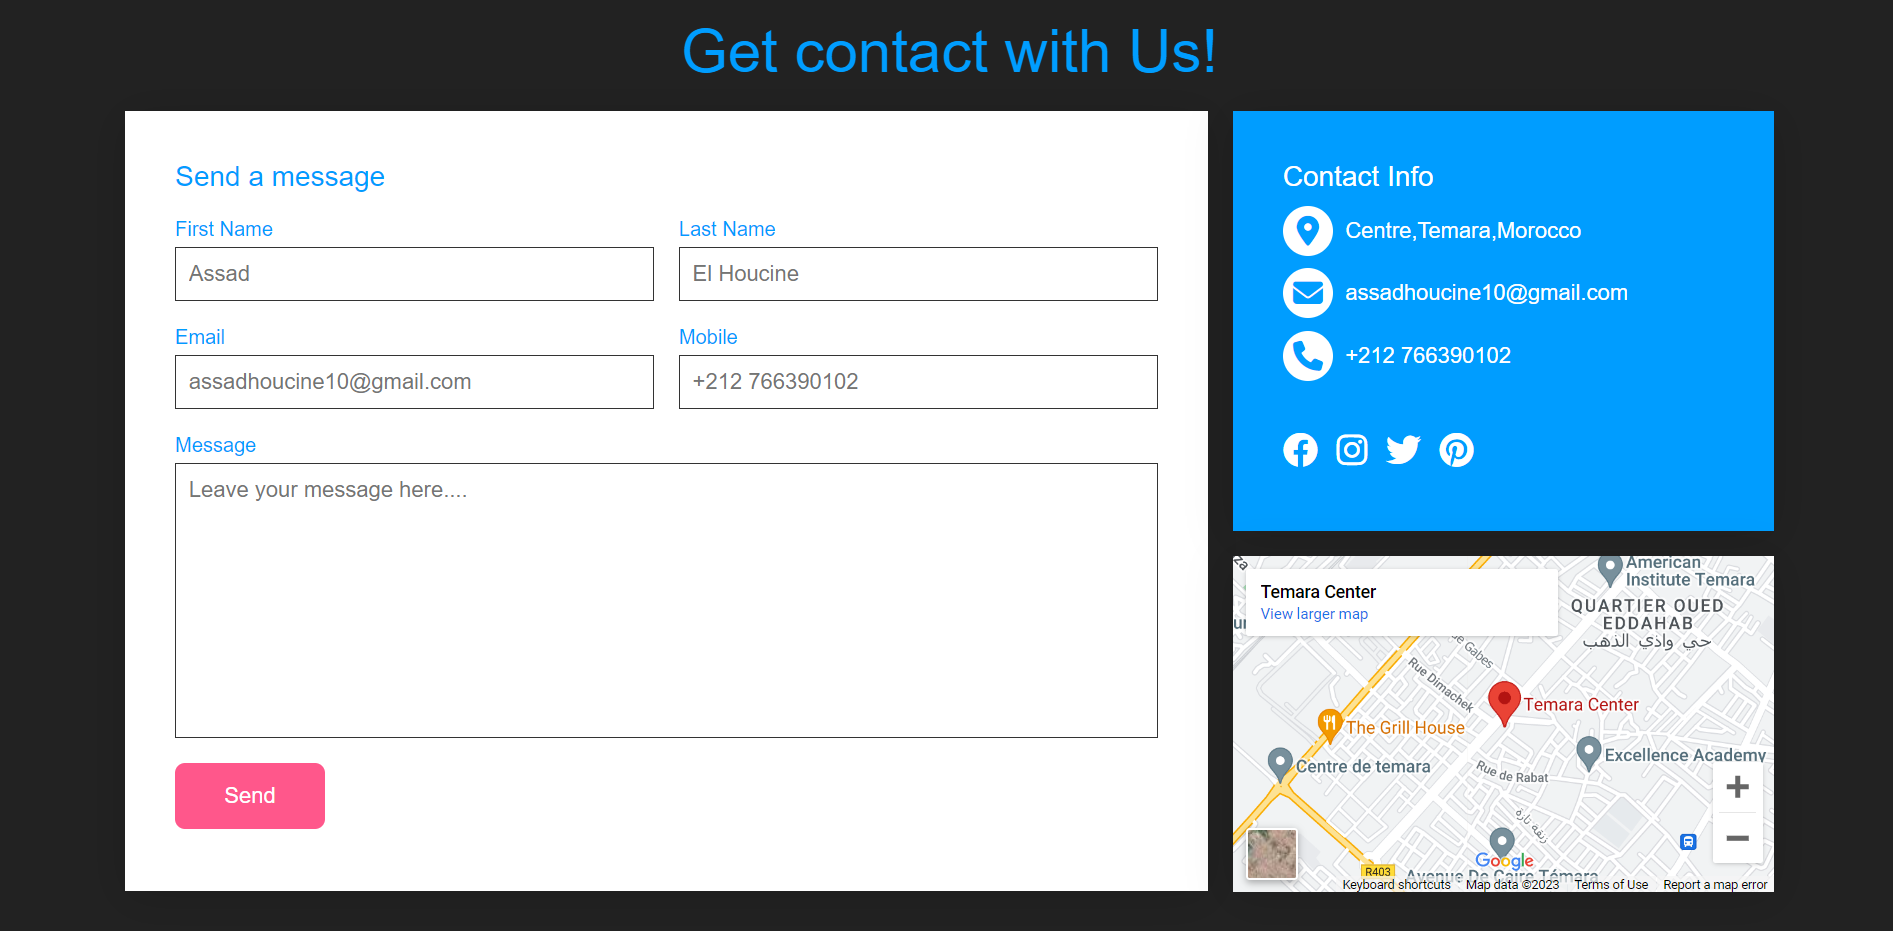 Get contact with Us!
Send a message
First Name
Last Name
Assad
El Houcine
Email
Mobile
assadhoucine10@gmail.com
+212 766390102
Message
Leave your message here....
Send
Contact Info
Centre,Temara,Morocco
assadhoucine10@gmail.com
+212 766390102
Temara Center
View larger map
American
Institute Temara
QUARTIER OUED
EDDAHAB
حي وادي الذهب
de Gabes
Rue Dimachek
Temara Center
The Grill House
Excellence Academy
Centre de temara
Rue de Rabat
زنقة تازة
Google
R403
Avenue De Caire Témara
Keyboard shortcuts
Map data ©2023
Terms of Use
Report a map error